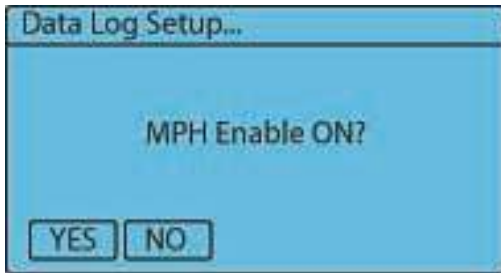 Data Log Setup...
MPH Enable ON?
YES NO